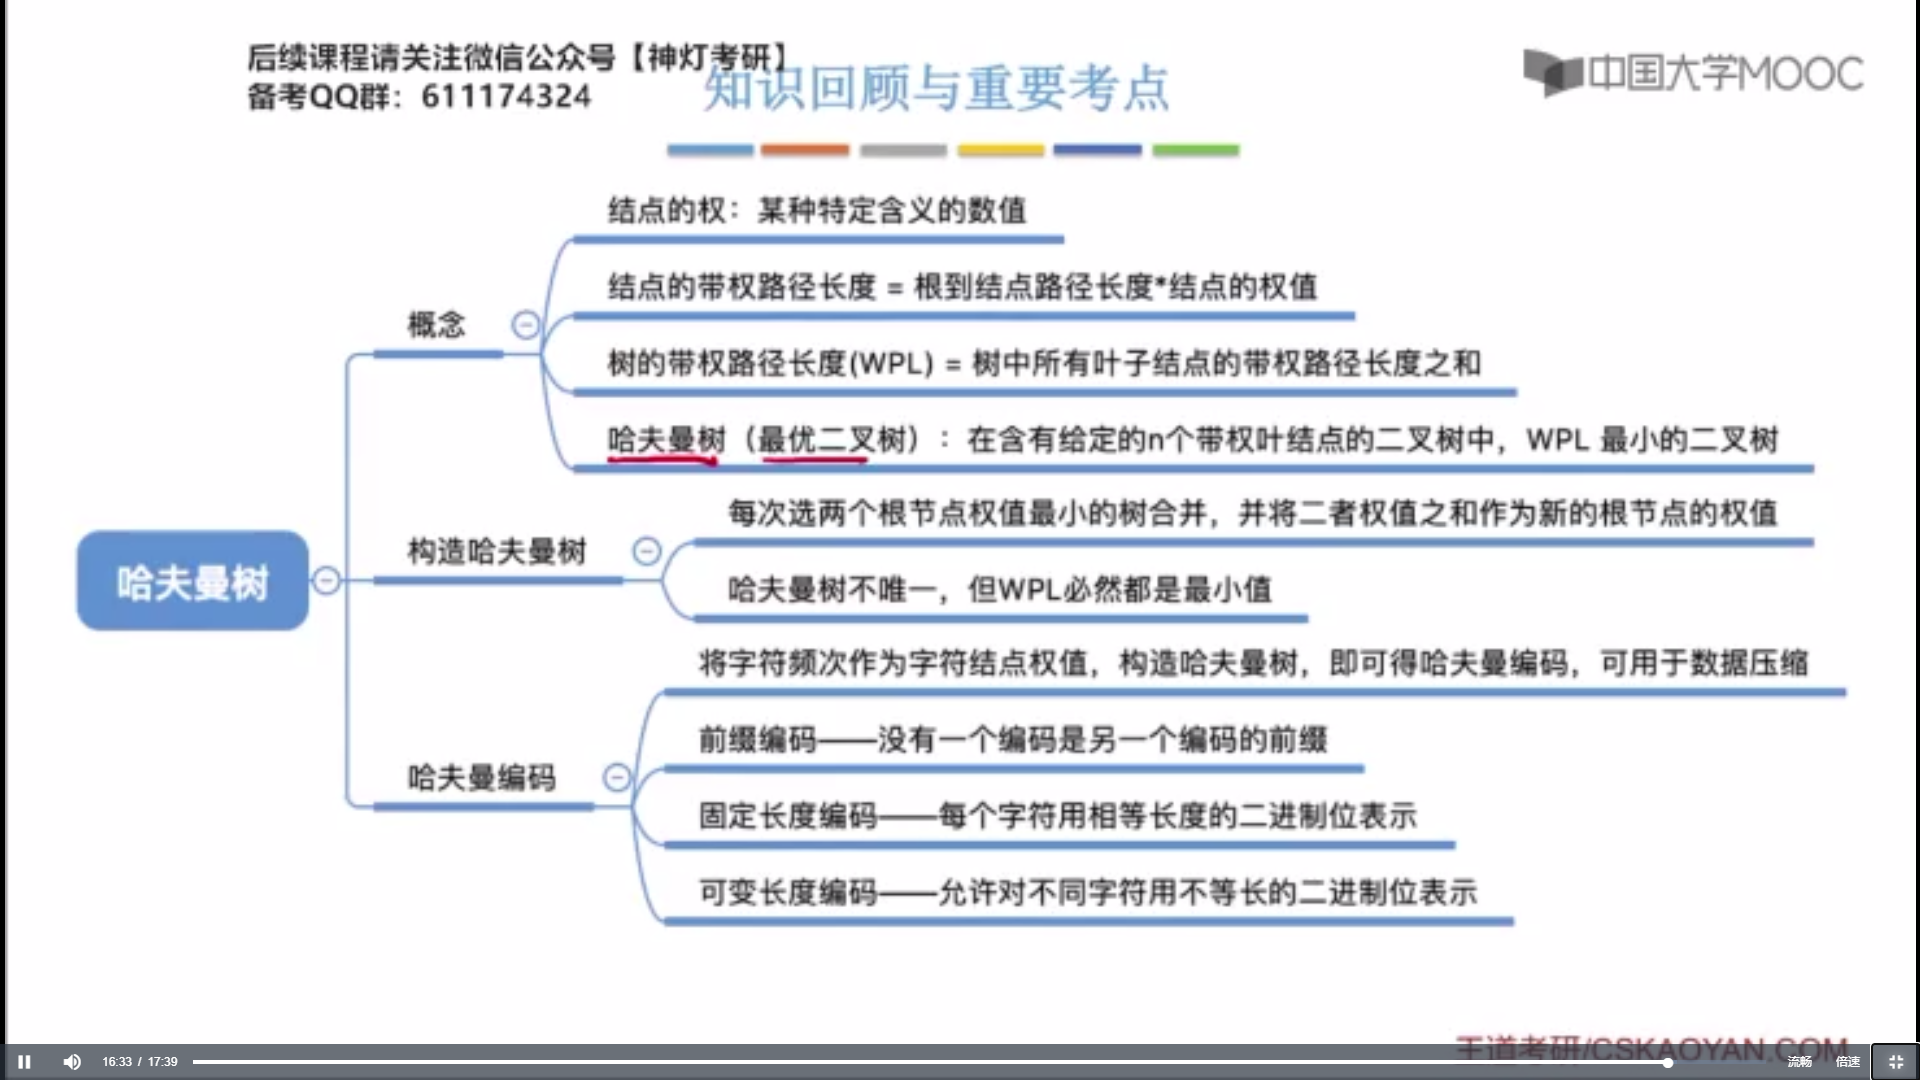 后续课程请关注微信公众号【神灯考研】
备考QQ群：611174324
知识回顾与重要考点
中国大学MOOC
结点的权：某种特定含义的数值
结点的带权路径长度 = 根到结点路径长度*结点的权值
概念
树的带权路径长度(WPL) = 树中所有叶子结点的带权路径长度之和
哈夫曼树（最优二叉树）：在含有给定的n个带权叶结点的二叉树中，WPL 最小的二叉树
每次选两个根节点权值最小的树合并，并将二者权值之和作为新的根节点的权值
构造哈夫曼树
哈夫曼树
哈夫曼树不唯一，但WPL必然都是最小值
将字符频次作为字符结点权值，构造哈夫曼树，即可得哈夫曼编码，可用于数据压缩
前缀编码——没有一个编码是另一个编码的前缀
哈夫曼编码
固定长度编码——每个字符用相等长度的二进制位表示
可变长度编码——允许对不同字符用不等长的二进制位表示
王道考研/CSKAOYAN.COM
16:33 / 17:39
流畅
倍速